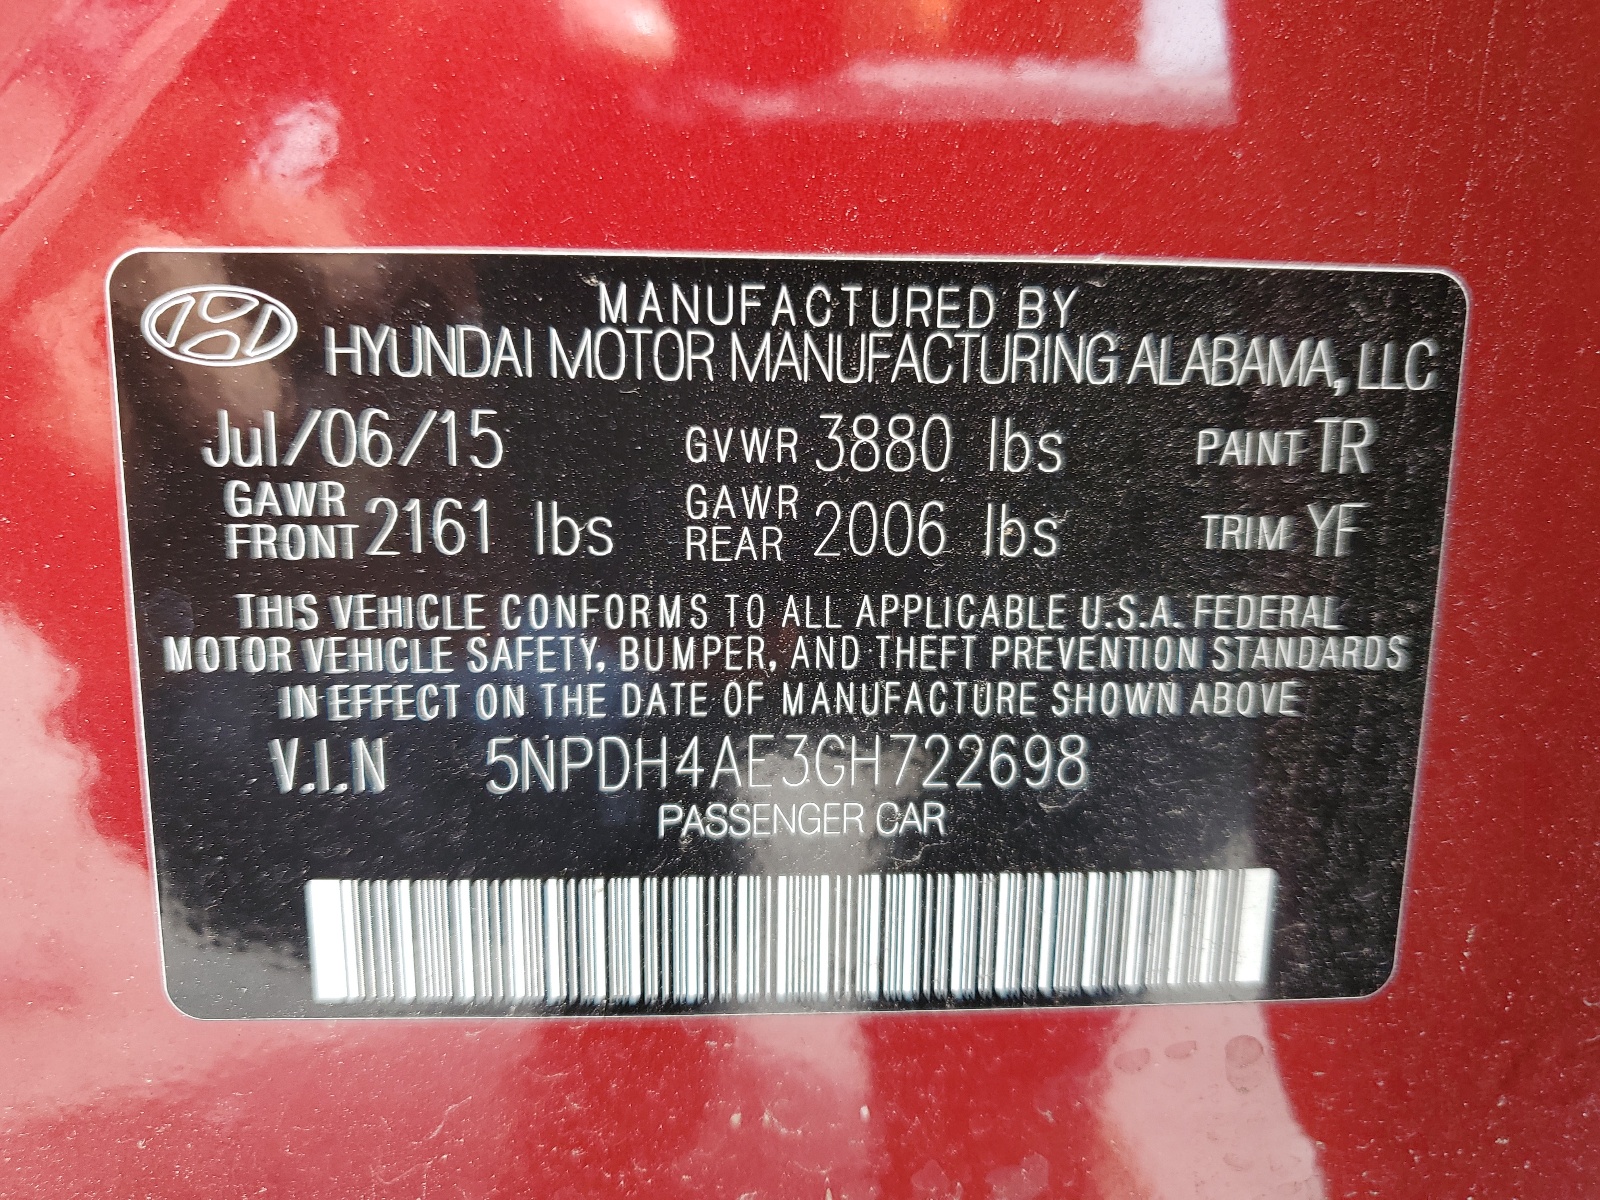 MANUFACTURED BY
HYUNDAI MOTOR MANUFACTURING ALABAMA, LLC
Jul/06/15 GVWR 3880 lbs PAINT TR
GAWR FRONT 2161 lbs GAWR REAR 2006 lbs TRIM YF
THIS VEHICLE CONFORMS TO ALL APPLICABLE U.S.A. FEDERAL
MOTOR VEHICLE SAFETY, BUMPER, AND THEFT PREVENTION STANDARDS
IN EFFECT ON THE DATE OF MANUFACTURE SHOWN ABOVE
V.I.N 5NPDH4AE3GH722698
PASSENGER CAR